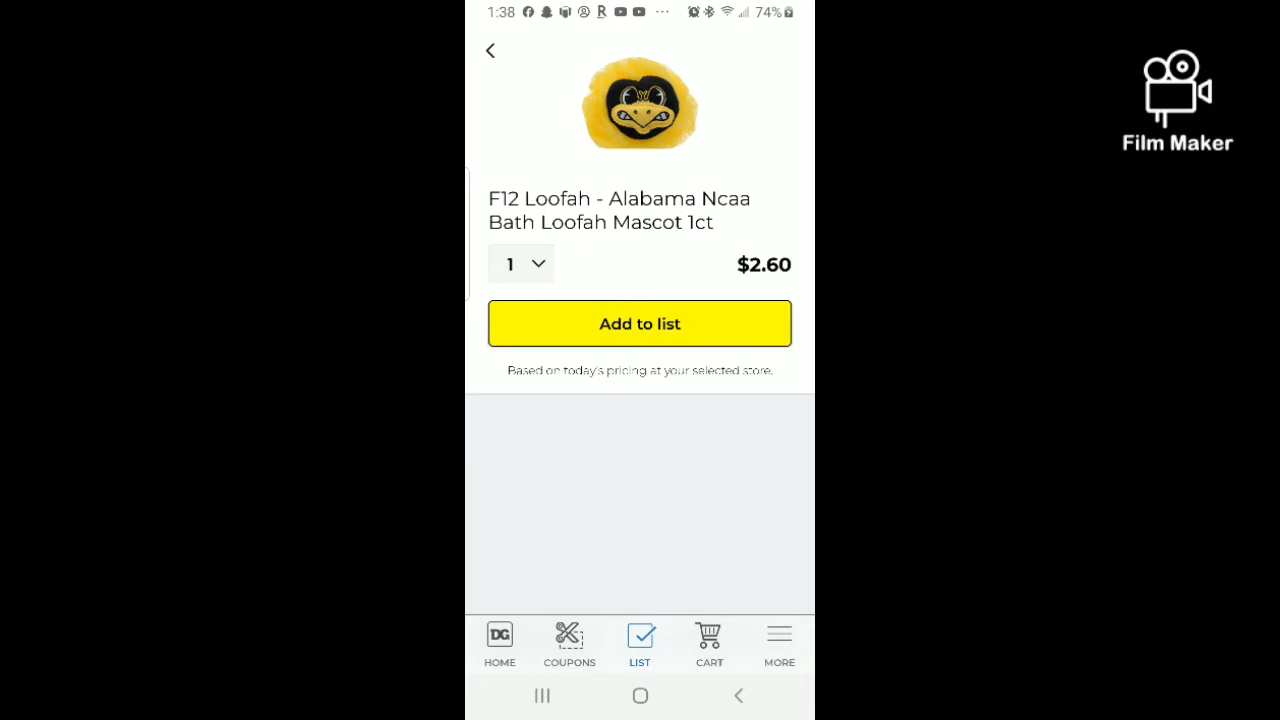 1:38 74%
Film Maker
F12 Loofah - Alabama Ncaa
Bath Loofah Mascot 1ct
1 $2.60
Add to list
Based on today's pricing at your selected store.
DG
HOME COUPONS LIST CART MORE